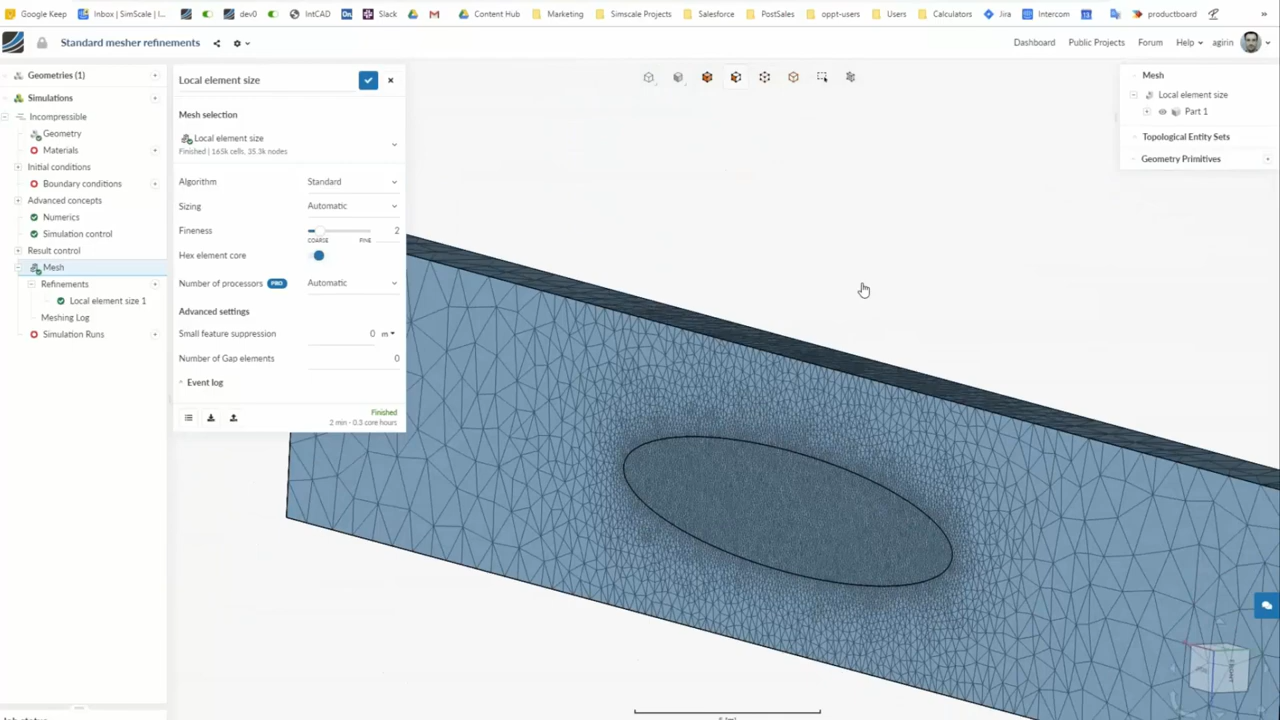 Google Keep Inbox | SimScale | dev0 IntCAD Slack Content Hub Marketing Simscale Projects Salesforce PostSales oppt-users Users Calculators Jira Intercom productboard »
Standard mesher refinements
Dashboard Public Projects Forum Help agirin
Geometries (1)
Simulations
Incompressible
Geometry
Materials
Initial conditions
Boundary conditions
Advanced concepts
Numerics
Simulation control
Result control
Mesh
Refinements
Local element size 1
Meshing Log
Simulation Runs
Local element size
Mesh selection
Local element size
Finished | 165k cells, 35.3k nodes
Algorithm Standard
Sizing Automatic
Fineness 2
COARSE FINE
Hex element core
Number of processors PRO Automatic
Advanced settings
Small feature suppression 0 m
Number of Gap elements 0
Event log
Finished
2 min - 0.3 core hours
Mesh
Local element size
Part 1
Topological Entity Sets
Geometry Primitives